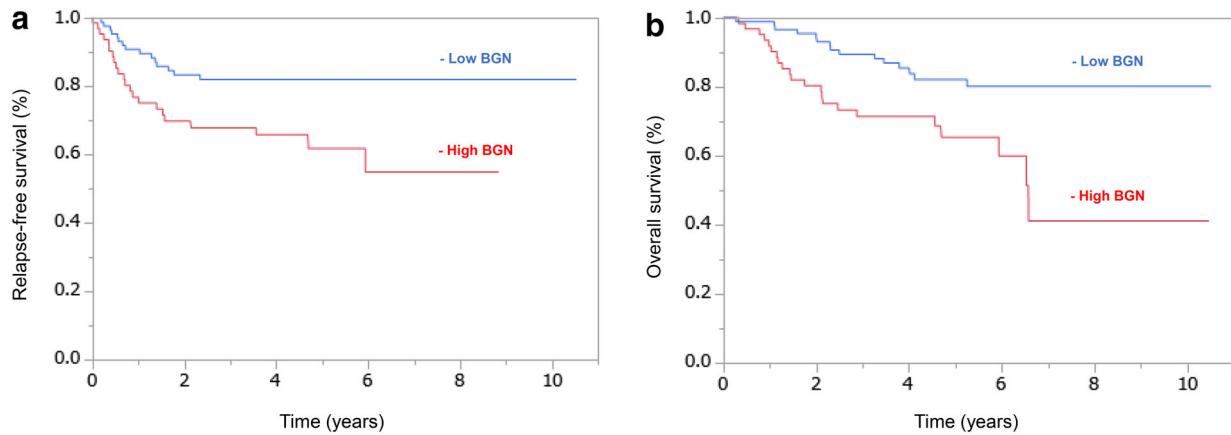 a
Relapse-free survival (%)
1.0
0.8
0.6
0.4
0.2
0.0
- Low BGN
- High BGN
0 2 4 6 8 10
Time (years)
b
Overall survival (%)
1.0
0.8
0.6
0.4
0.2
0.0
- Low BGN
- High BGN
0 2 4 6 8 10
Time (years)